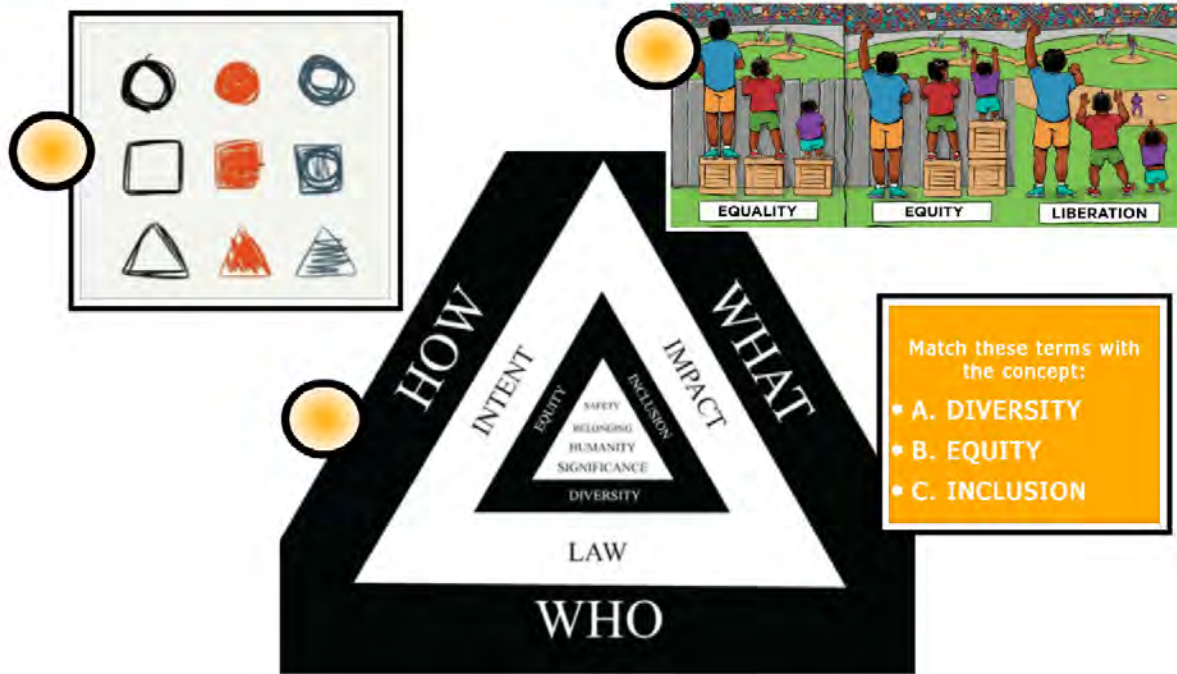 EQUALITY
EQUITY
LIBERATION
HOW
WHAT
INTENT
IMPACT
EQUITY
INCLUSION
SAFETY
BELONGING
HUMANITY
SIGNIFICANCE
DIVERSITY
LAW
WHO
Match these terms with
the concept:
• A. DIVERSITY
• B. EQUITY
• C. INCLUSION